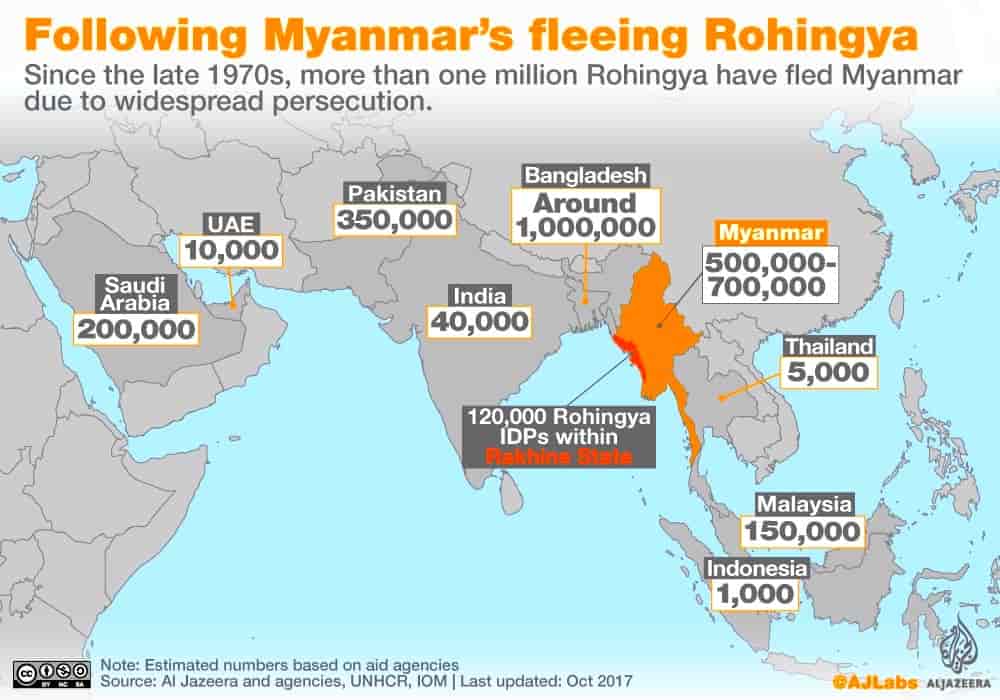 Following Myanmar's fleeing Rohingya
Since the late 1970s, more than one million Rohingya have fled Myanmar
due to widespread persecution.
Bangladesh
Around
1,000,000
Pakistan
350,000
UAE
10,000
Myanmar
500,000-
700,000
Saudi
Arabia
200,000
India
40,000
Thailand
5,000
120,000 Rohingya
IDPs within
Rakhine State
Malaysia
150,000
Indonesia
1,000
cc
BY NC SA
Note: Estimated numbers based on aid agencies
Source: Al Jazeera and agencies, UNHCR, IOM | Last updated: Oct 2017
@AJLabs ALJAZEERA